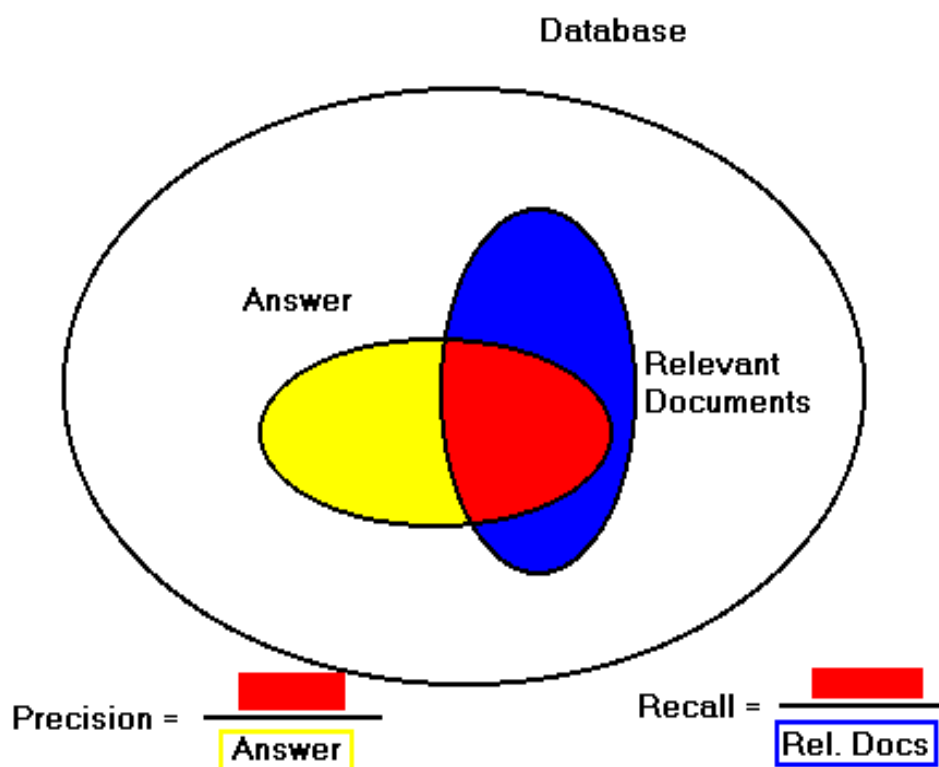 Database
Answer
Relevant
Documents
Precision =
Answer
Recall =
Rel. Docs